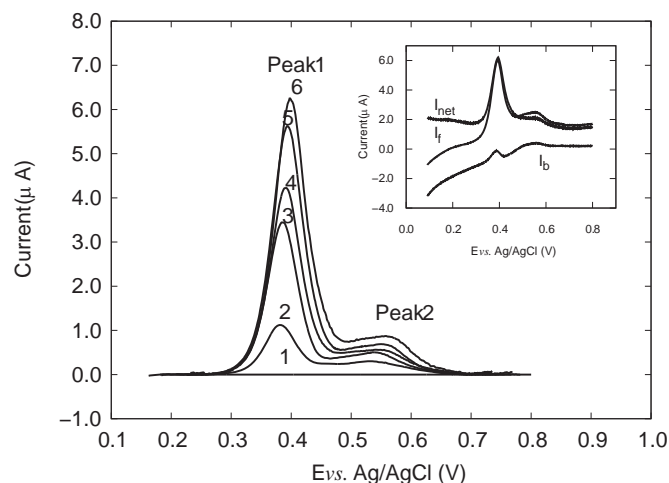 8.0
7.0
6.0
5.0
4.0
3.0
2.0
1.0
0.0
−1.0
0.1 0.2 0.3 0.4 0.5 0.6 0.7 0.8 0.9 1.0
Current(μ A)
E vs. Ag/AgCl (V)
Peak1
6
5
4
3
2
1
Peak2
6.0
4.0
2.0
0.0
−2.0
−4.0
0.0 0.2 0.4 0.6 0.8
Current(μ A)
E vs. Ag/AgCl (V)
Inet
If
Ib